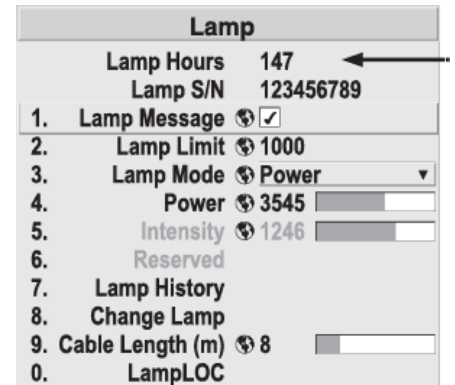 Lamp
Lamp Hours 147
Lamp S/N 123456789
1. Lamp Message
2. Lamp Limit 1000
3. Lamp Mode Power
4. Power 3545
5. Intensity 1246
6. Reserved
7. Lamp History
8. Change Lamp
9. Cable Length (m) 8
0. LampLOC